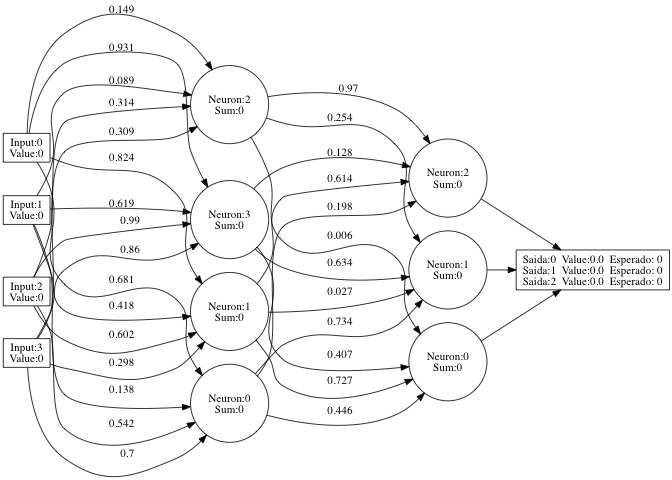 0.149
0.931
0.089
0.314
0.309
0.824
0.619
0.99
0.86
0.681
0.418
0.602
0.298
0.138
0.542
0.7
Input:0
Value:0
Input:1
Value:0
Input:2
Value:0
Input:3
Value:0
Neuron:2
Sum:0
Neuron:3
Sum:0
Neuron:1
Sum:0
Neuron:0
Sum:0
0.97
0.254
0.128
0.614
0.198
0.006
0.634
0.027
0.734
0.407
0.727
0.446
Neuron:2
Sum:0
Neuron:1
Sum:0
Neuron:0
Sum:0
Saida:0 Value:0.0 Esperado: 0
Saida:1 Value:0.0 Esperado: 0
Saida:2 Value:0.0 Esperado: 0